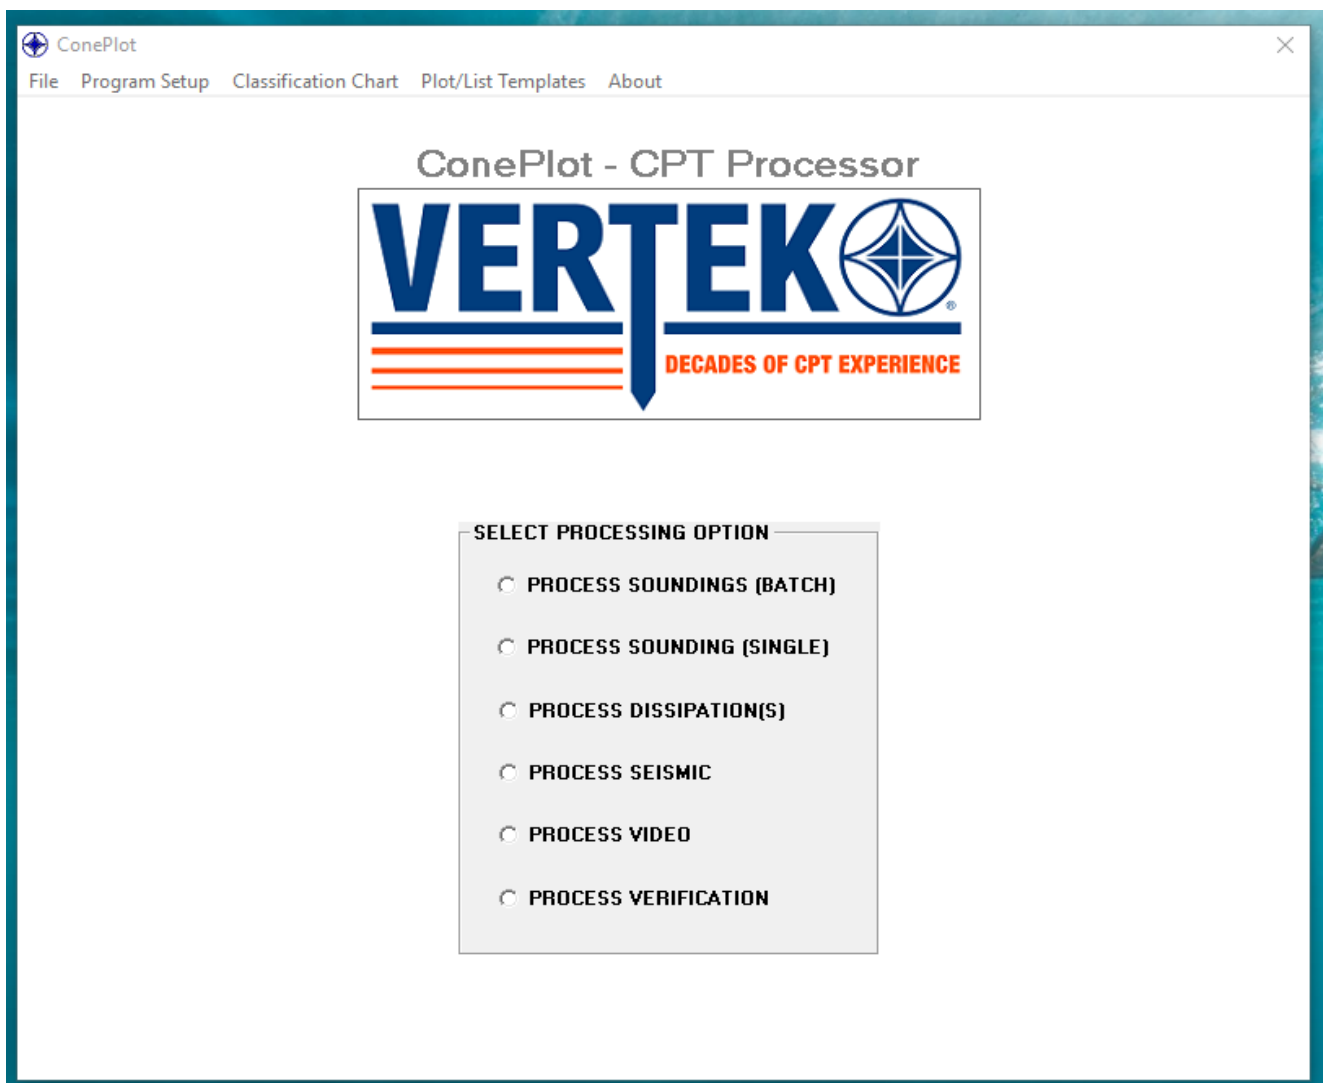 ConePlot
File Program Setup Classification Chart Plot/List Templates About
ConePlot - CPT Processor
VERTEK®
DECADES OF CPT EXPERIENCE
SELECT PROCESSING OPTION
PROCESS SOUNDINGS (BATCH)
PROCESS SOUNDING (SINGLE)
PROCESS DISSIPATION(S)
PROCESS SEISMIC
PROCESS VIDEO
PROCESS VERIFICATION